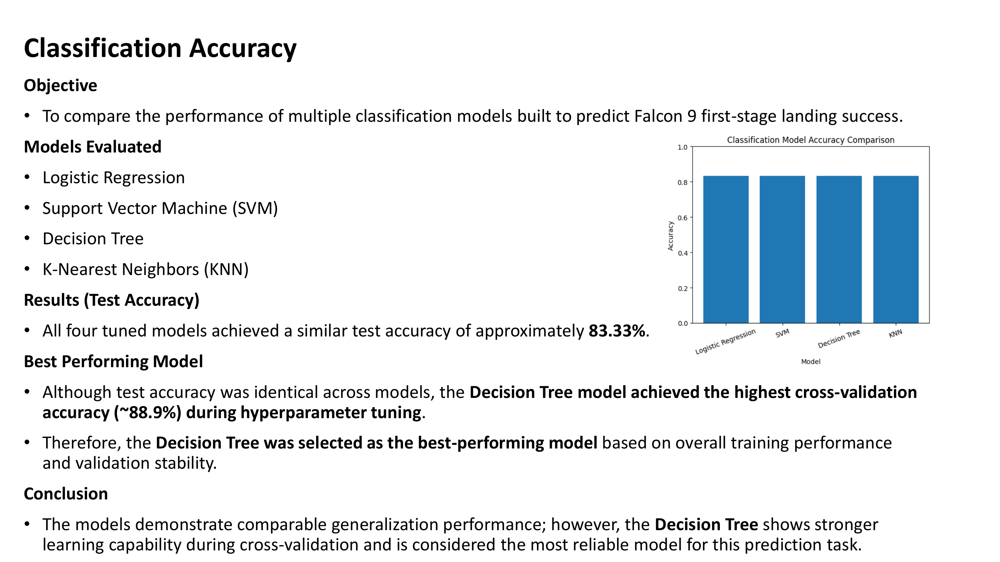 Classification Accuracy
Objective
• To compare the performance of multiple classification models built to predict Falcon 9 first-stage landing success.
Models Evaluated
• Logistic Regression
• Support Vector Machine (SVM)
• Decision Tree
• K-Nearest Neighbors (KNN)
Results (Test Accuracy)
• All four tuned models achieved a similar test accuracy of approximately 83.33%.
Classification Model Accuracy Comparison
1.0
0.8
0.6
0.4
0.2
0.0
Accuracy
Logistic Regression
SVM
Decision Tree
KNN
Model
Best Performing Model
• Although test accuracy was identical across models, the Decision Tree model achieved the highest cross-validation
accuracy (~88.9%) during hyperparameter tuning.
• Therefore, the Decision Tree was selected as the best-performing model based on overall training performance
and validation stability.
Conclusion
• The models demonstrate comparable generalization performance; however, the Decision Tree shows stronger
learning capability during cross-validation and is considered the most reliable model for this prediction task.